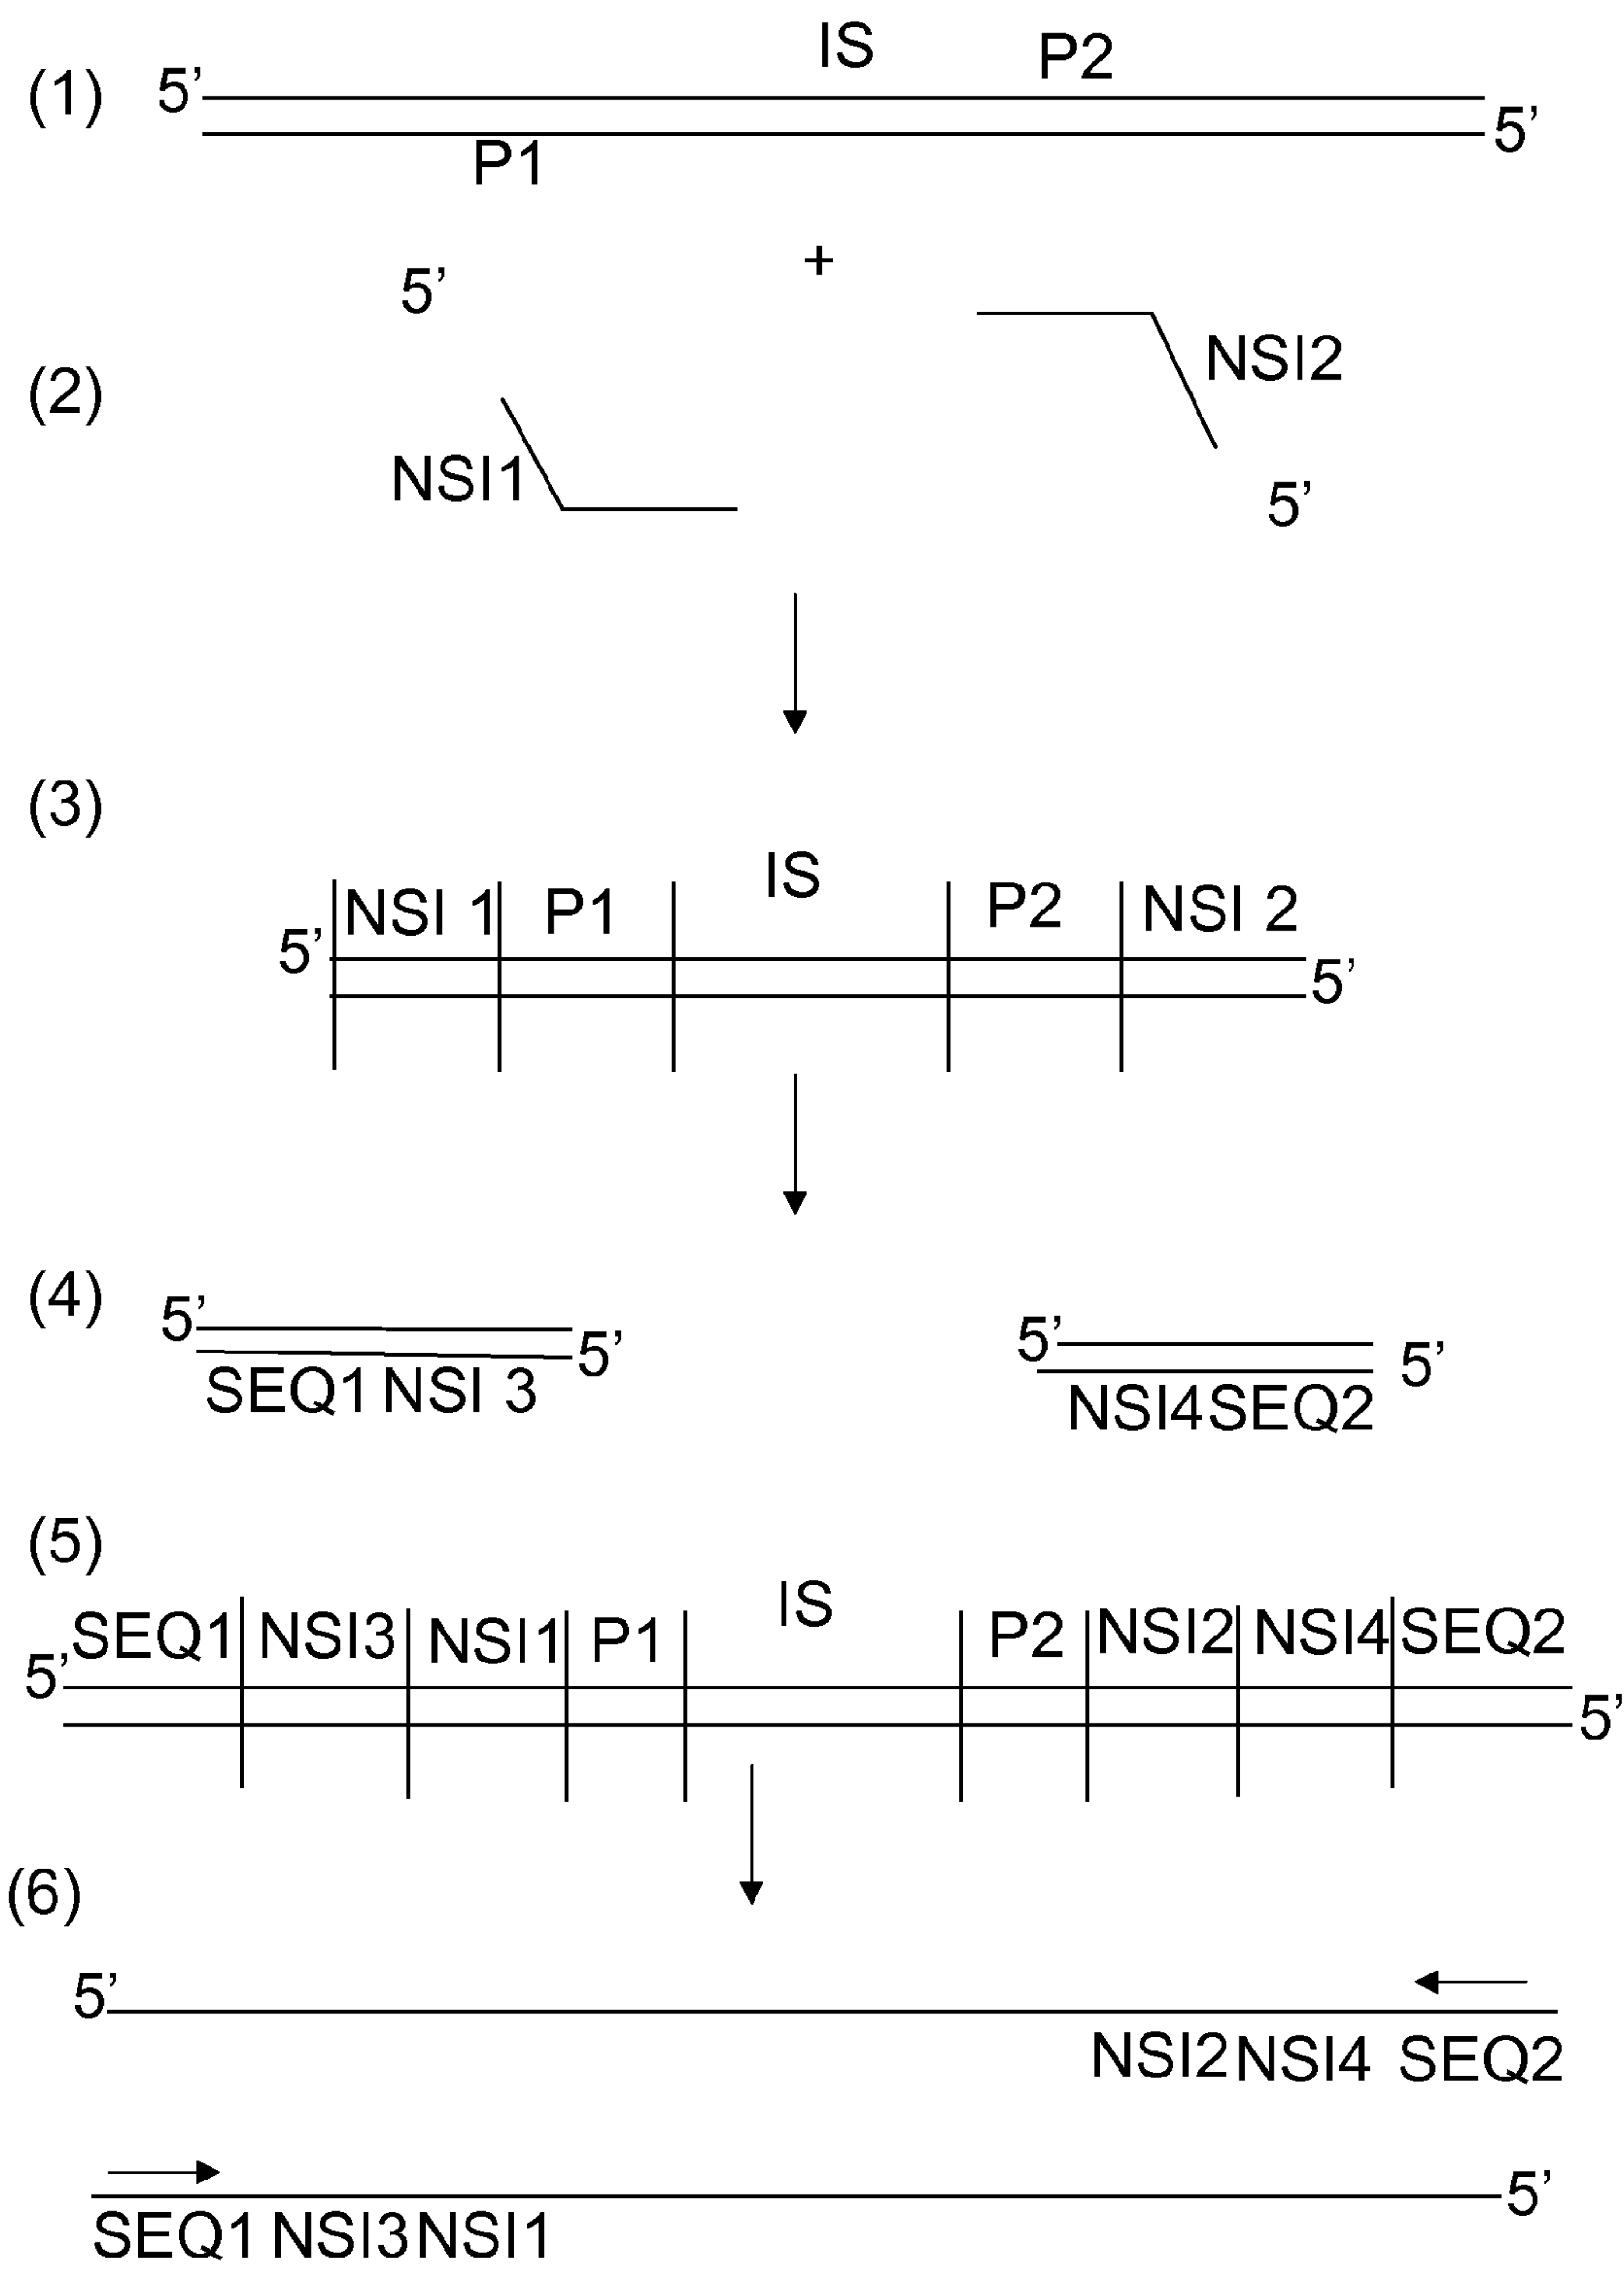 IS P2
(1) 5’ 5’
P1
+
5’
(2) NSI2
NSI1 5’
(3)
IS
NSI 1 P1 P2 NSI 2
5’ 5’
(4) 5’ 5’ 5’ 5’
SEQ1 NSI 3 NSI4 SEQ2
(5)
IS
SEQ1 NSI3 NSI1 P1 P2 NSI2 NSI4 SEQ2
5’ 5’
(6)
5’
NSI2 NSI4 SEQ2
5’
SEQ1 NSI3 NSI1